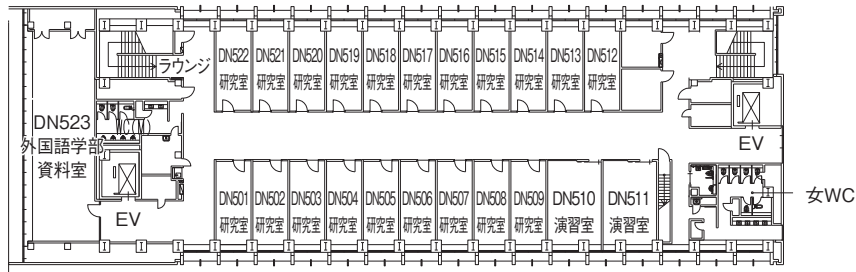 DN522
研究室
DN521
研究室
DN520
研究室
DN519
研究室
DN518
研究室
DN517
研究室
DN516
研究室
DN515
研究室
DN514
研究室
DN513
研究室
DN512
研究室
ラウンジ
DN523
外国語学部
資料室
EV
EV
DN501
研究室
DN502
研究室
DN503
研究室
DN504
研究室
DN505
研究室
DN506
研究室
DN507
研究室
DN508
研究室
DN509
研究室
DN510
演習室
DN511
演習室
女WC